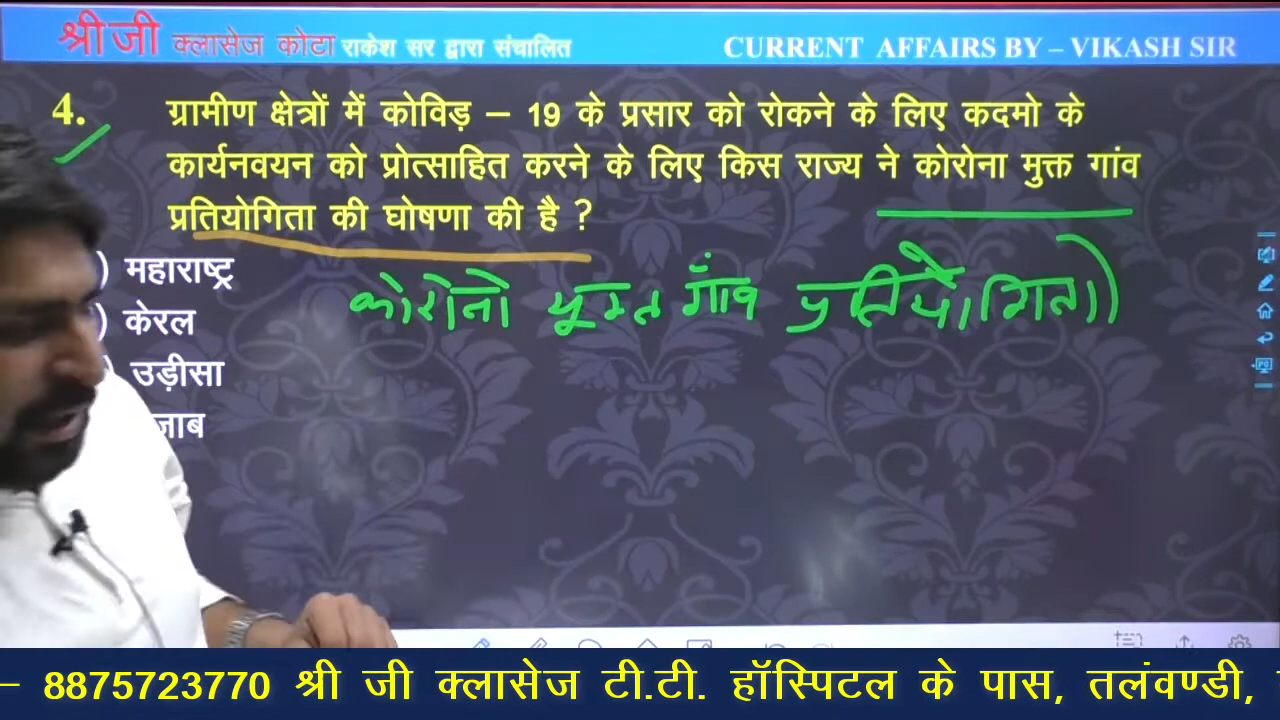 श्रीजी क्लासेज कोटा राकेश सर द्वारा संचालित CURRENT AFFAIRS BY – VIKASH SIR
4. ग्रामीण क्षेत्रों में कोविड़ – 19 के प्रसार को रोकने के लिए कदमो के
कार्यनवयन को प्रोत्साहित करने के लिए किस राज्य ने कोरोना मुक्त गांव
प्रतियोगिता की घोषणा की है ?
) महाराष्ट्र
) केरल
) उड़ीसा
जाब
कोरोना मुक्त गाँव प्रतियोगिता)
– 8875723770 श्री जी क्लासेज टी.टी. हॉस्पिटल के पास, तलंवण्डी,